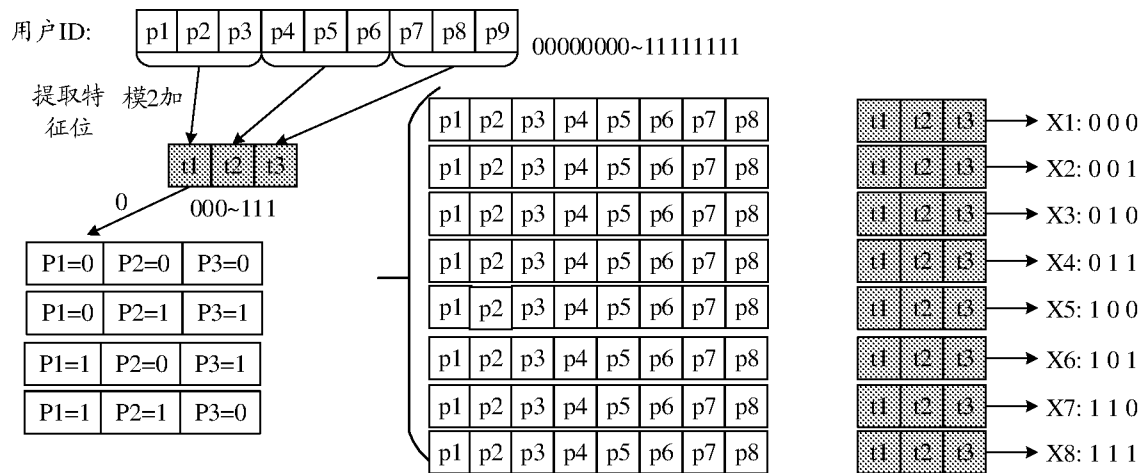 用户ID: p1 p2 p3 p4 p5 p6 p7 p8 p9 00000000~11111111
提取特征位 模2加
t1 t2 t3
0 000~111
P1=0 P2=0 P3=0
P1=0 P2=1 P3=1
P1=1 P2=0 P3=1
P1=1 P2=1 P3=0
p1 p2 p3 p4 p5 p6 p7 p8 t1 t2 t3 X1: 0 0 0
p1 p2 p3 p4 p5 p6 p7 p8 t1 t2 t3 X2: 0 0 1
p1 p2 p3 p4 p5 p6 p7 p8 t1 t2 t3 X3: 0 1 0
p1 p2 p3 p4 p5 p6 p7 p8 t1 t2 t3 X4: 0 1 1
p1 p2 p3 p4 p5 p6 p7 p8 t1 t2 t3 X5: 1 0 0
p1 p2 p3 p4 p5 p6 p7 p8 t1 t2 t3 X6: 1 0 1
p1 p2 p3 p4 p5 p6 p7 p8 t1 t2 t3 X7: 1 1 0
p1 p2 p3 p4 p5 p6 p7 p8 t1 t2 t3 X8: 1 1 1